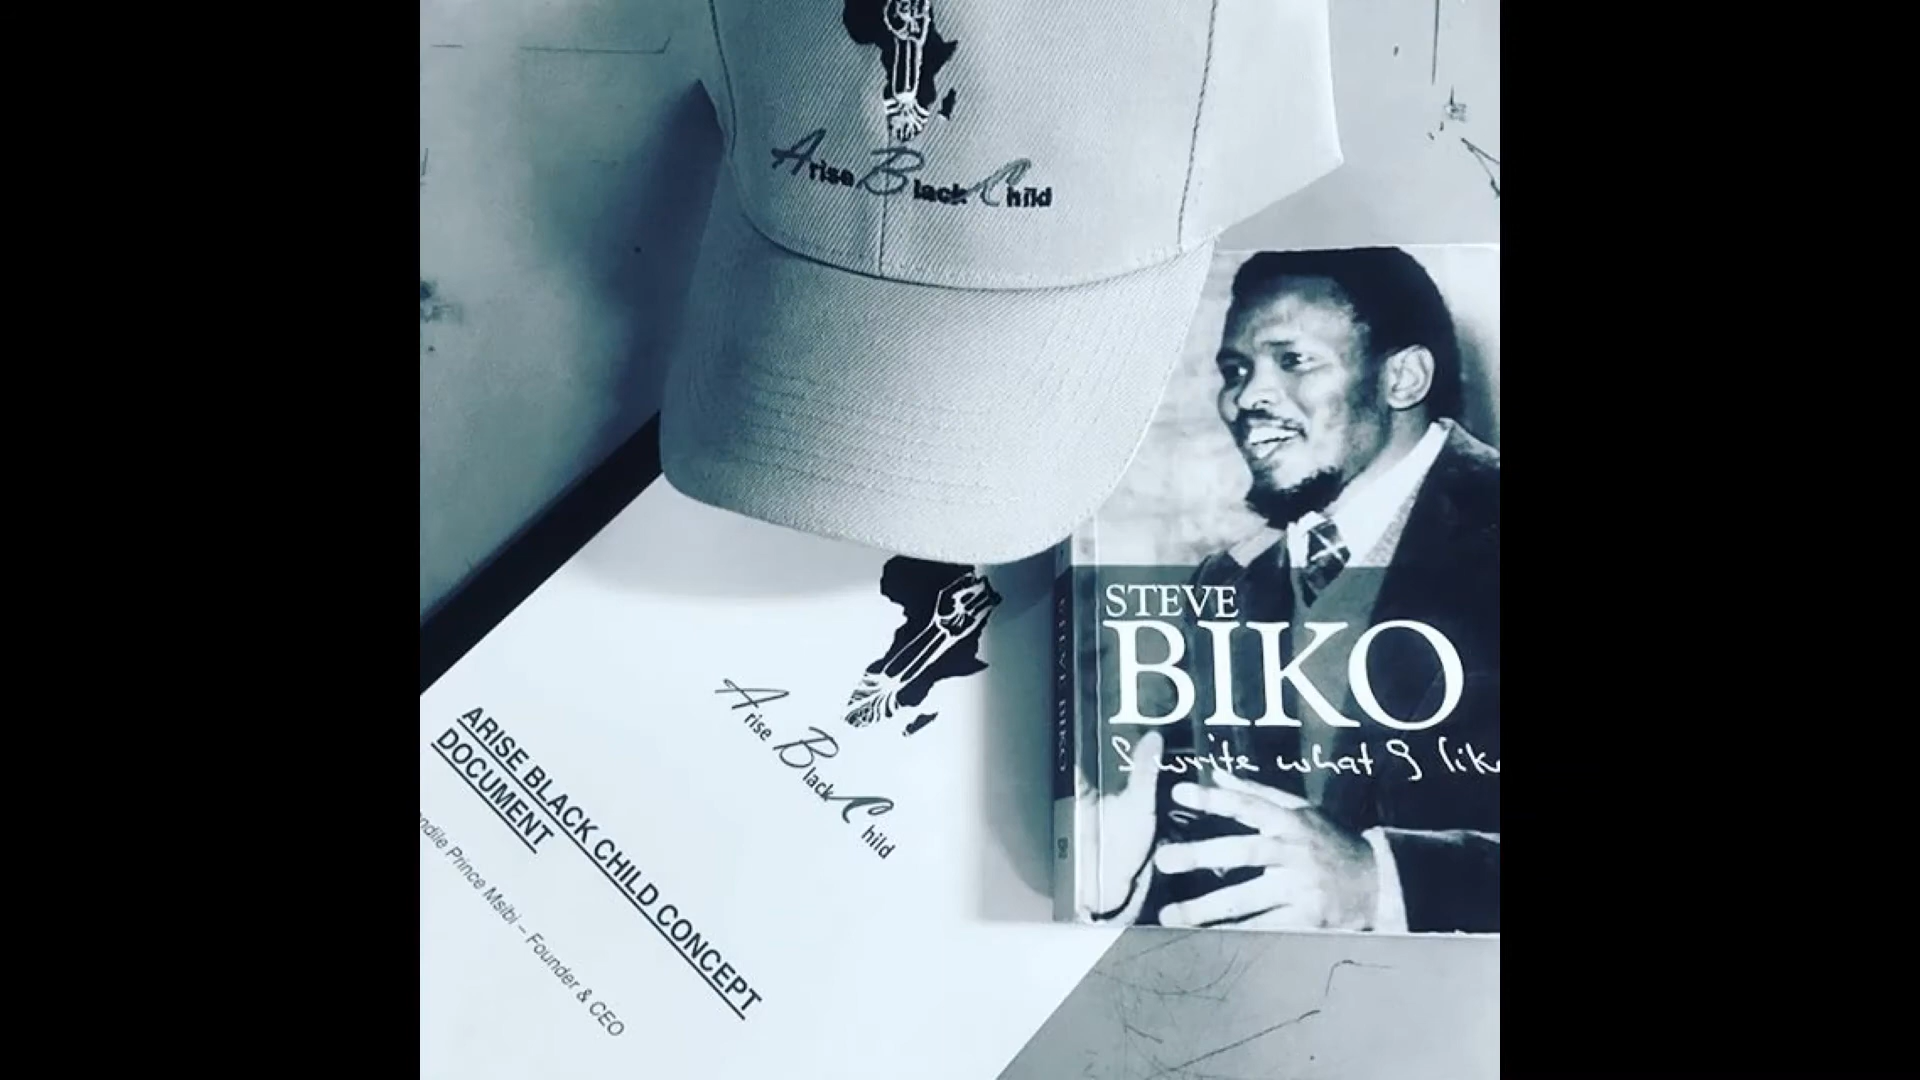 Arise Black Child
STEVE
BIKO
I write what I lik
STEVE BIKO
Arise Black Child
ARISE BLACK CHILD CONCEPT
DOCUMENT
Prince Msibi – Founder & CEO